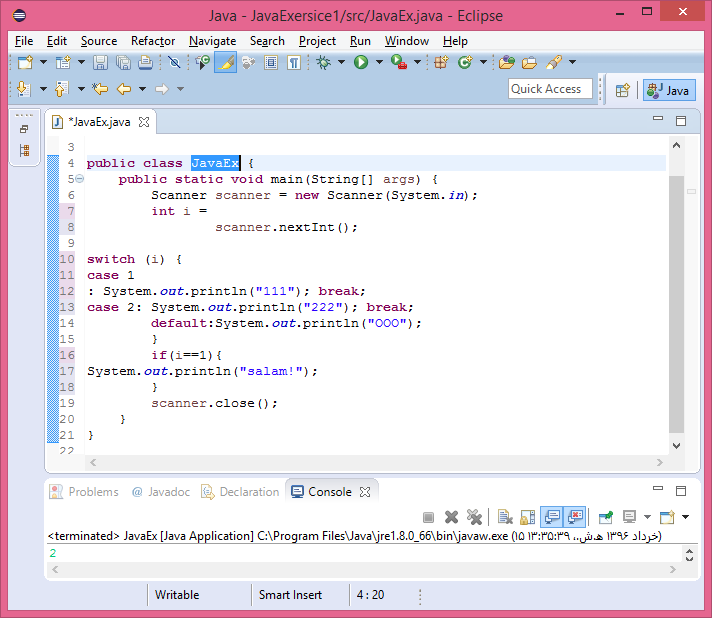 Java - JavaExersice1/src/JavaEx.java - Eclipse
File Edit Source Refactor Navigate Search Project Run Window Help
Quick Access
Java
*JavaEx.java
3
4 public class JavaEx {
5 public static void main(String[] args) {
6 Scanner scanner = new Scanner(System.in);
7 int i =
8 scanner.nextInt();
9
10 switch (i) {
11 case 1
12 : System.out.println("111"); break;
13 case 2: System.out.println("222"); break;
14 default:System.out.println("OOO");
15 }
16 if(i==1){
17 System.out.println("salam!");
18 }
19 scanner.close();
20 }
21 }
22
Problems @ Javadoc Declaration Console
<terminated> JavaEx [Java Application] C:\Program Files\Java\jre1.8.0_66\bin\javaw.exe (۱۵ خرداد ۱۳۹۶ ه‍.ش.،‏ ۱۳:۳۵:۳۹)
2
Writable Smart Insert 4 : 20